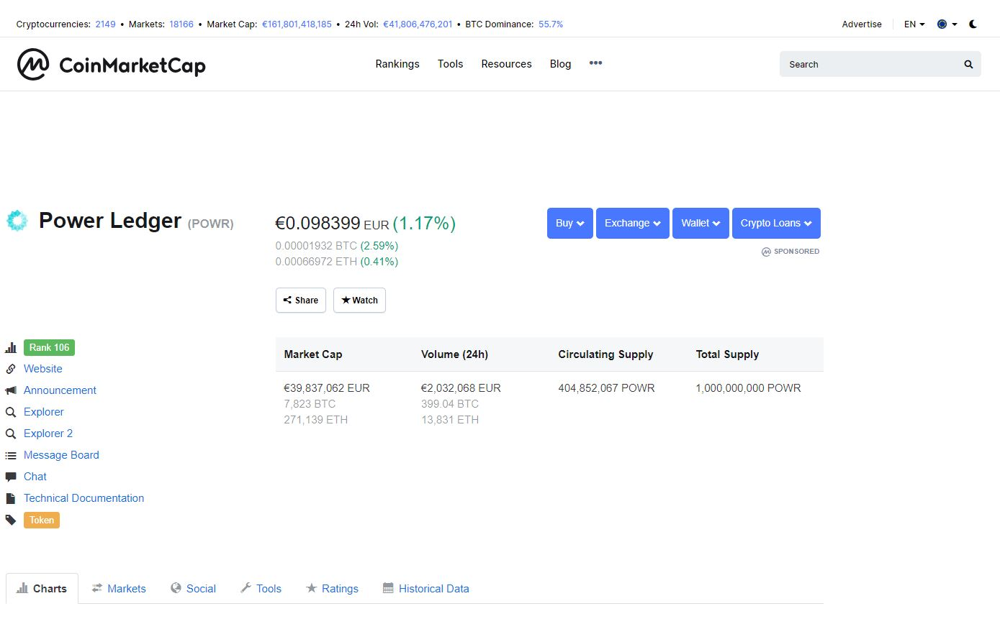 Cryptocurrencies: 2149 • Markets: 18166 • Market Cap: €161,801,418,185 • 24h Vol: €41,806,476,201 • BTC Dominance: 55.7% Advertise EN
CoinMarketCap Rankings Tools Resources Blog ••• Search
Power Ledger (POWR) €0.098399 EUR (1.17%) Buy Exchange Wallet Crypto Loans
0.00001932 BTC (2.59%)
SPONSORED
0.00066972 ETH (0.41%)
Share Watch
Rank 106
Website
Announcement
Explorer
Explorer 2
Message Board
Chat
Technical Documentation
Token
Market Cap Volume (24h) Circulating Supply Total Supply
€39,837,062 EUR €2,032,068 EUR 404,852,067 POWR 1,000,000,000 POWR
7,823 BTC 399.04 BTC
271,139 ETH 13,831 ETH
Charts Markets Social Tools Ratings Historical Data